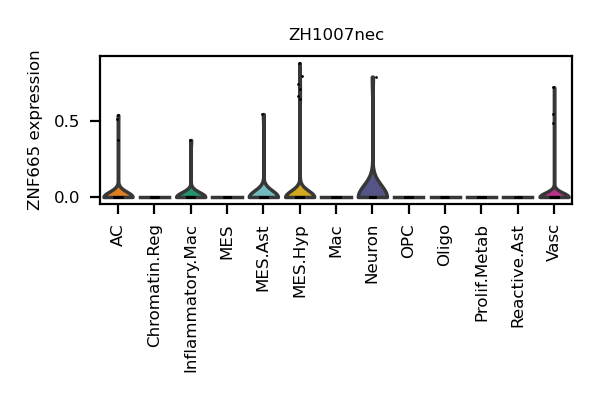 ZH1007nec
ZNF665 expression
0.5
0.0
AC
Chromatin.Reg
Inflammatory.Mac
MES
MES.Ast
MES.Hyp
Mac
Neuron
OPC
Oligo
Prolif.Metab
Reactive.Ast
Vasc